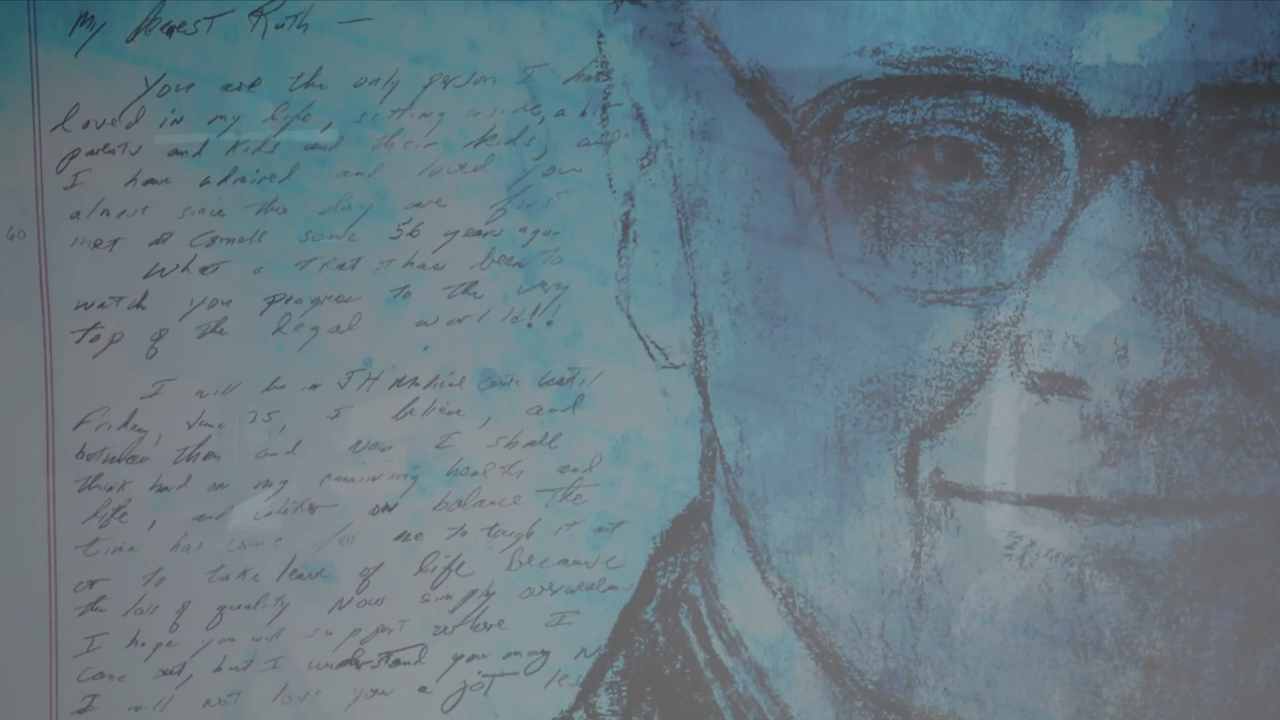 My Dearest Ruth —
You are the only person I have
loved in my life, setting aside, a bit
parents and kids and their kids, and
I have admired and loved you
almost since the day we first
met at Cornell some 56 years ago
What a treat it has been to
watch you progress to the very
top of the legal world!!
I will be in JH Medical until
Friday, June 25, I believe, and
between then and now I shall
think hard on my remaining health and
life, and whether on balance the
time has come for me to tough it out
or to take leave of life because
the loss of quality now simply overwhelms
I hope you will support where I
come out, but I understand you may no
I will not love you a jot less
60